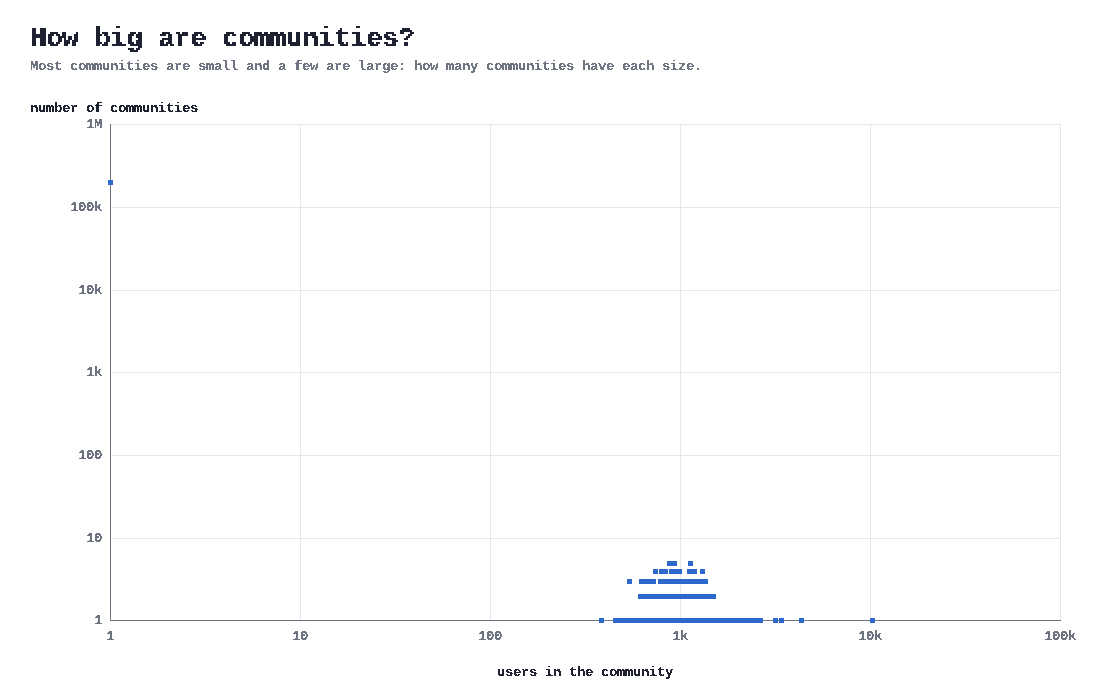 How big are communities?
Most communities are small and a few are large: how many communities have each size.
number of communities
1M
100k
10k
1k
100
10
1
1 10 100 1k 10k 100k
users in the community